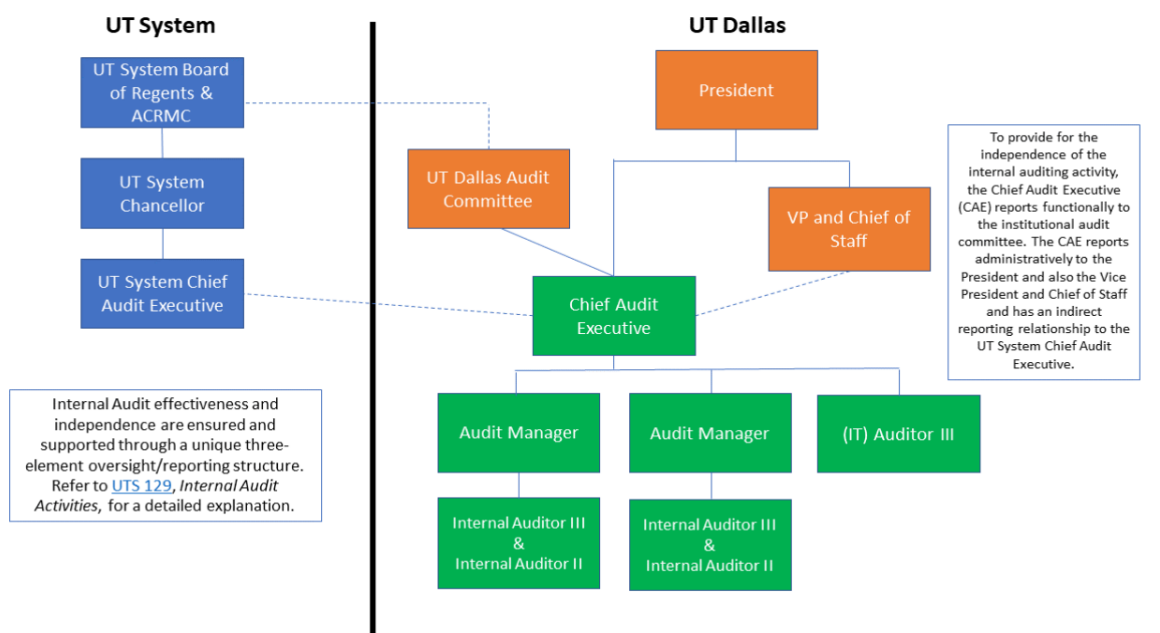 UT System
UT System Board
of Regents &
ACRMC
UT System
Chancellor
UT System Chief
Audit Executive
Internal Audit effectiveness and
independence are ensured and
supported through a unique three-
element oversight/reporting structure.
Refer to UTS 129, Internal Audit
Activities, for a detailed explanation.
UT Dallas
President
UT Dallas Audit
Committee
VP and Chief of
Staff
Chief Audit
Executive
Audit Manager
Audit Manager
(IT) Auditor III
Internal Auditor III
&
Internal Auditor II
Internal Auditor III
&
Internal Auditor II
To provide for the
independence of the
internal auditing activity,
the Chief Audit Executive
(CAE) reports functionally to
the institutional audit
committee. The CAE reports
administratively to the
President and also the Vice
President and Chief of Staff
and has an indirect
reporting relationship to the
UT System Chief Audit
Executive.